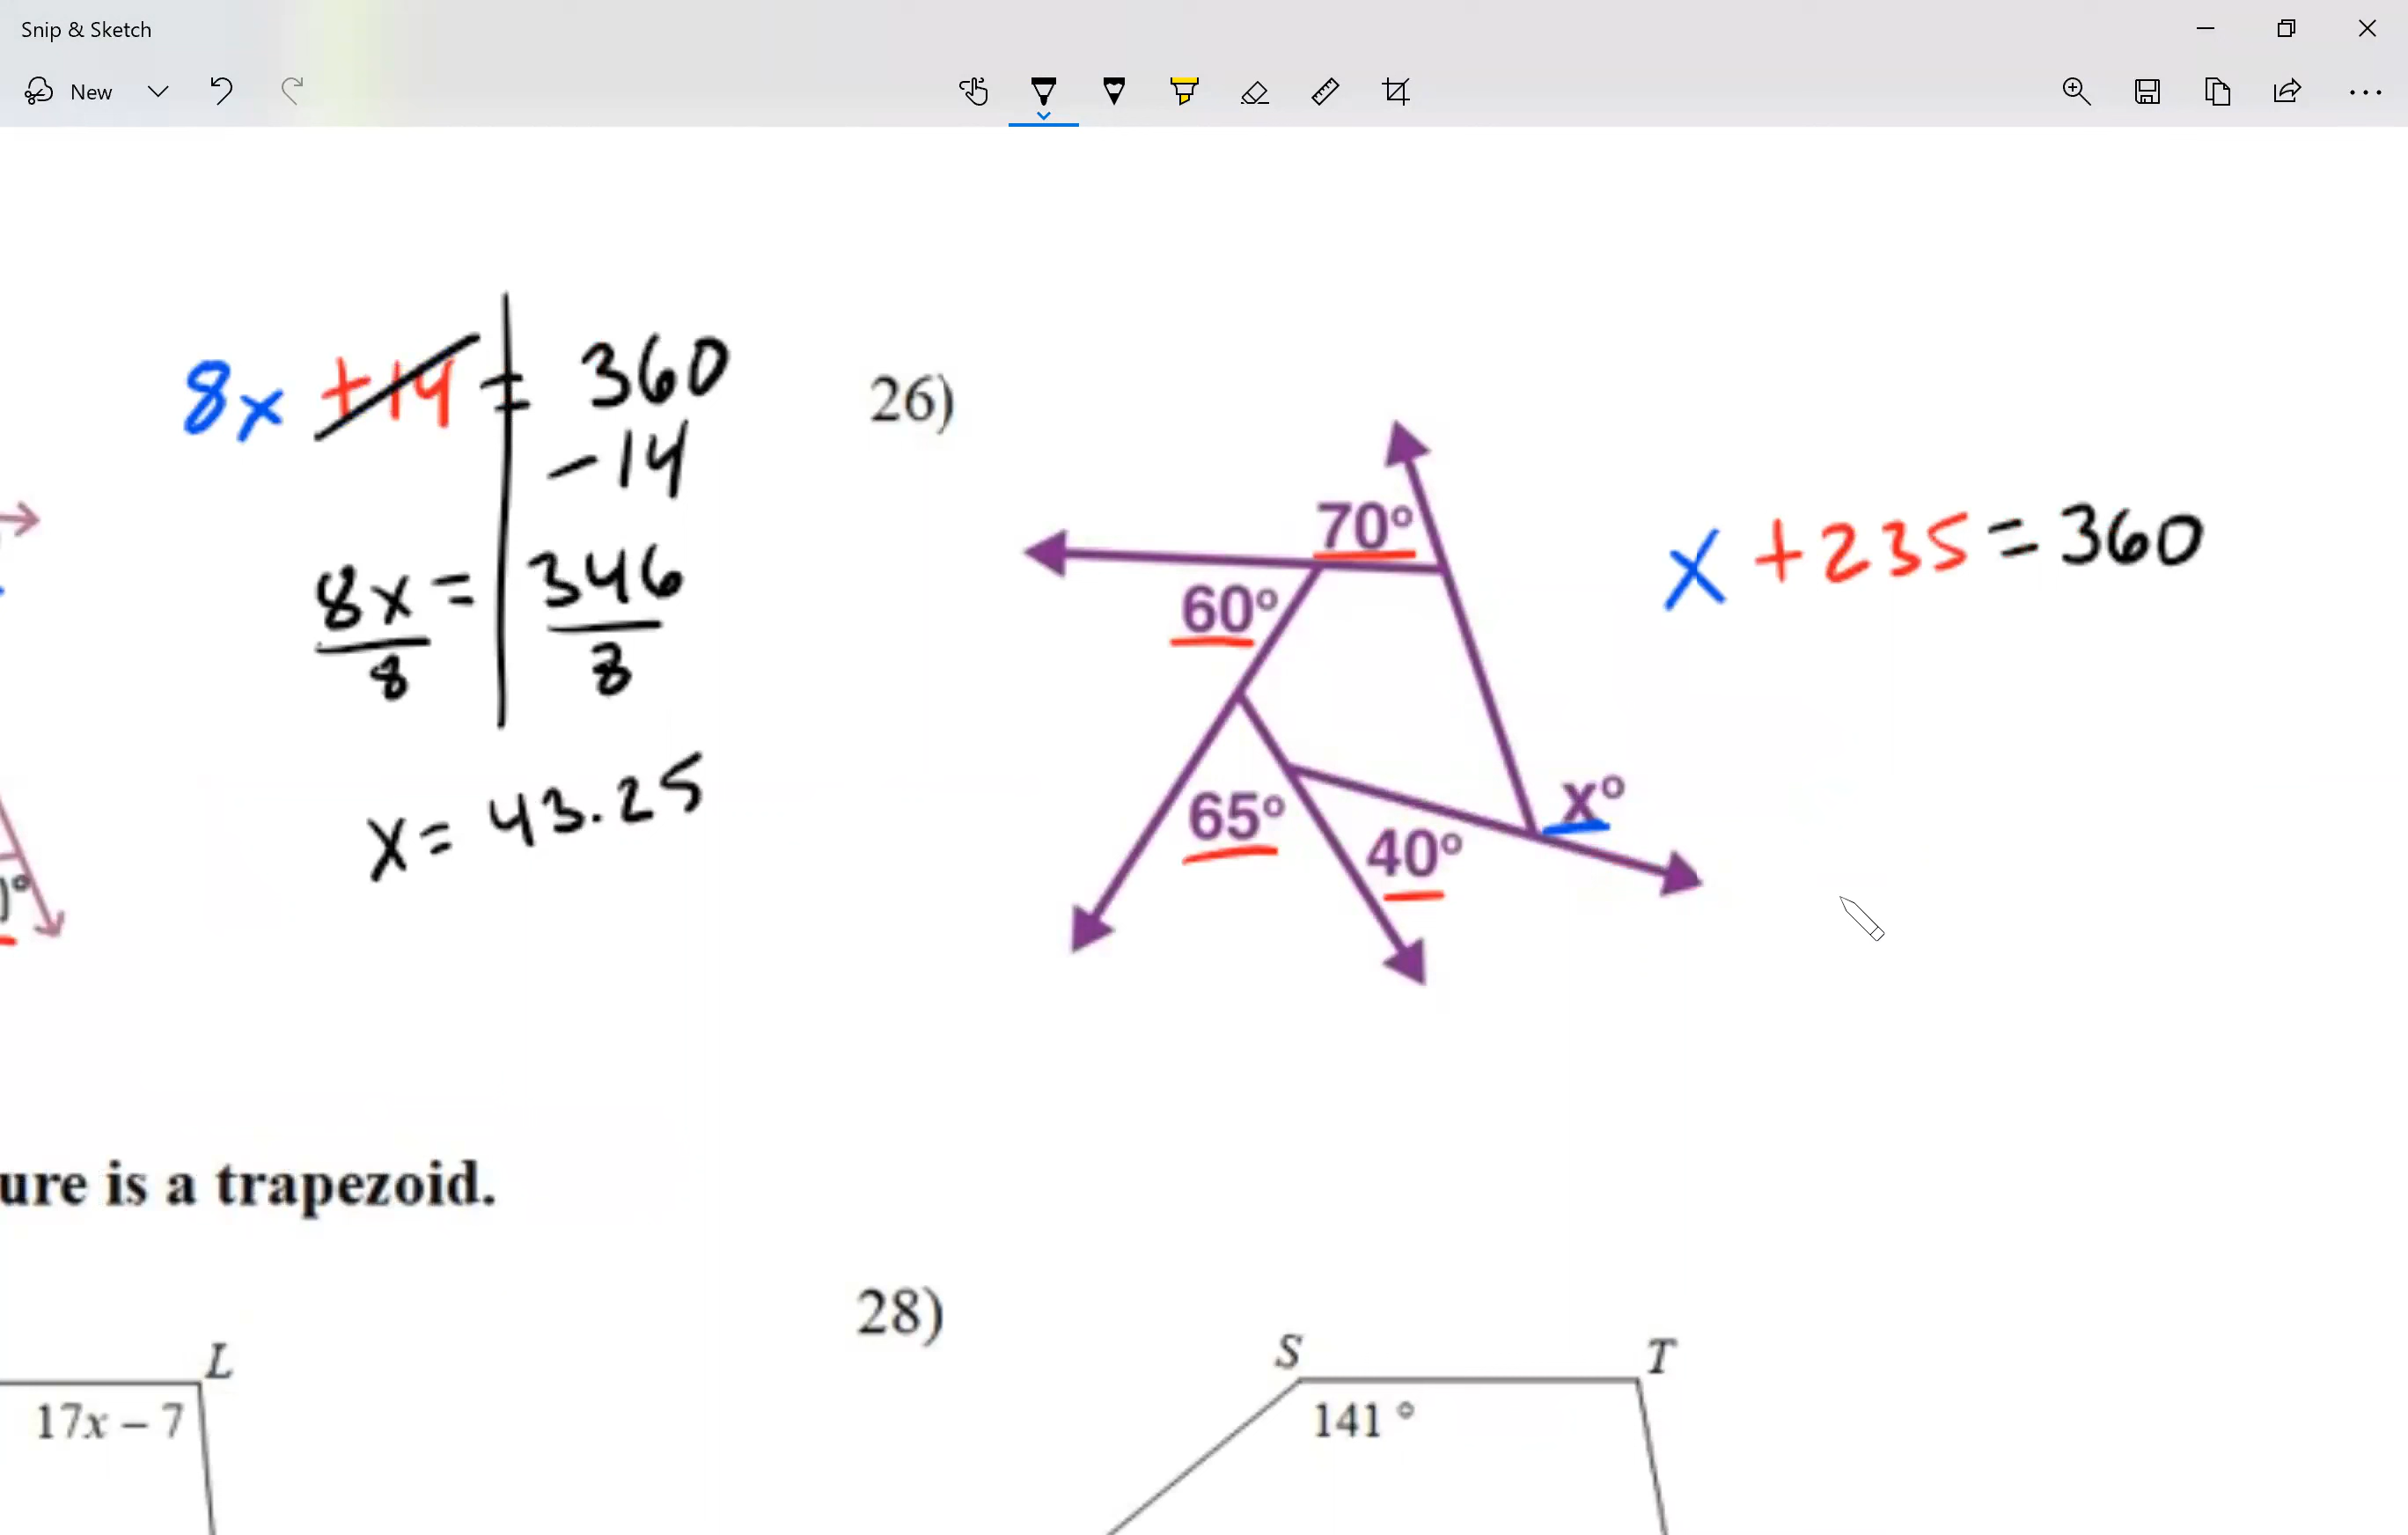 Snip & Sketch
New
8x +14 = 360
-14
8x = 346
8 8
x = 43.25
26)
70°
60°
65°
40°
x°
x +235 = 360
)°
ure is a trapezoid.
L
17x – 7
28)
S T
141 °